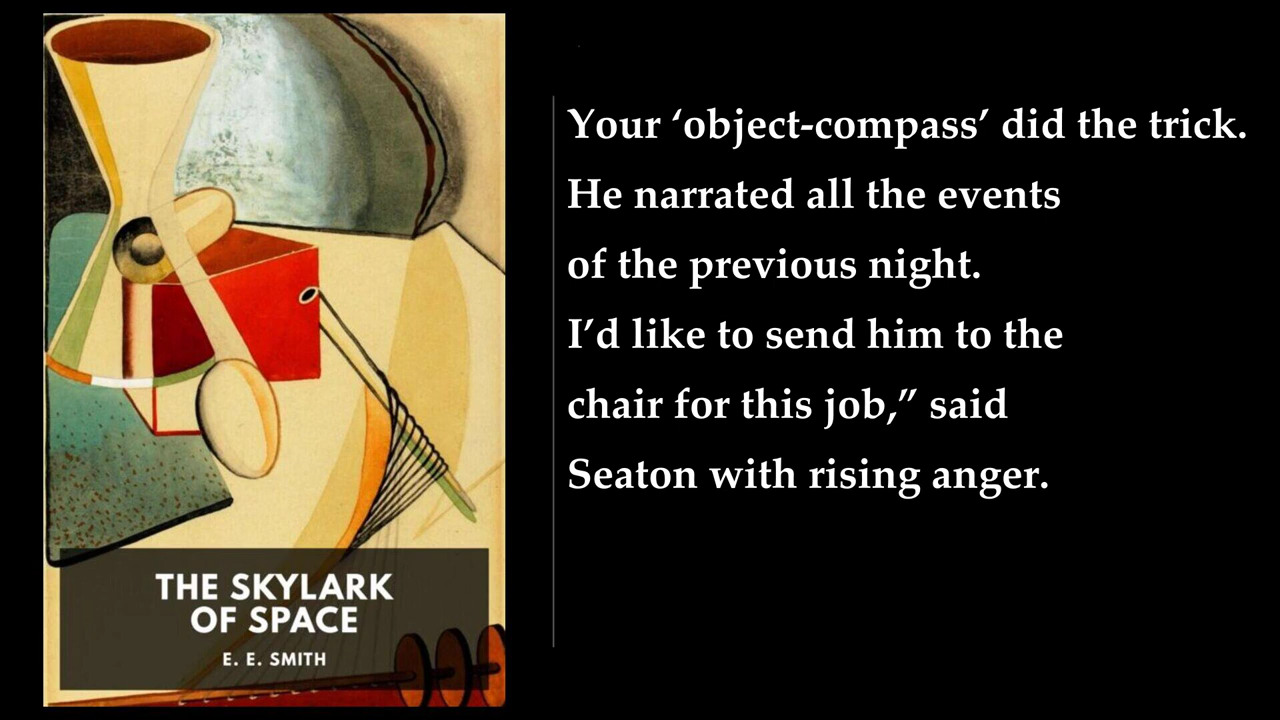 Your ‘object-compass’ did the trick.
He narrated all the events
of the previous night.
I’d like to send him to the
chair for this job,” said
Seaton with rising anger.
THE SKYLARK
OF SPACE
E. E. SMITH